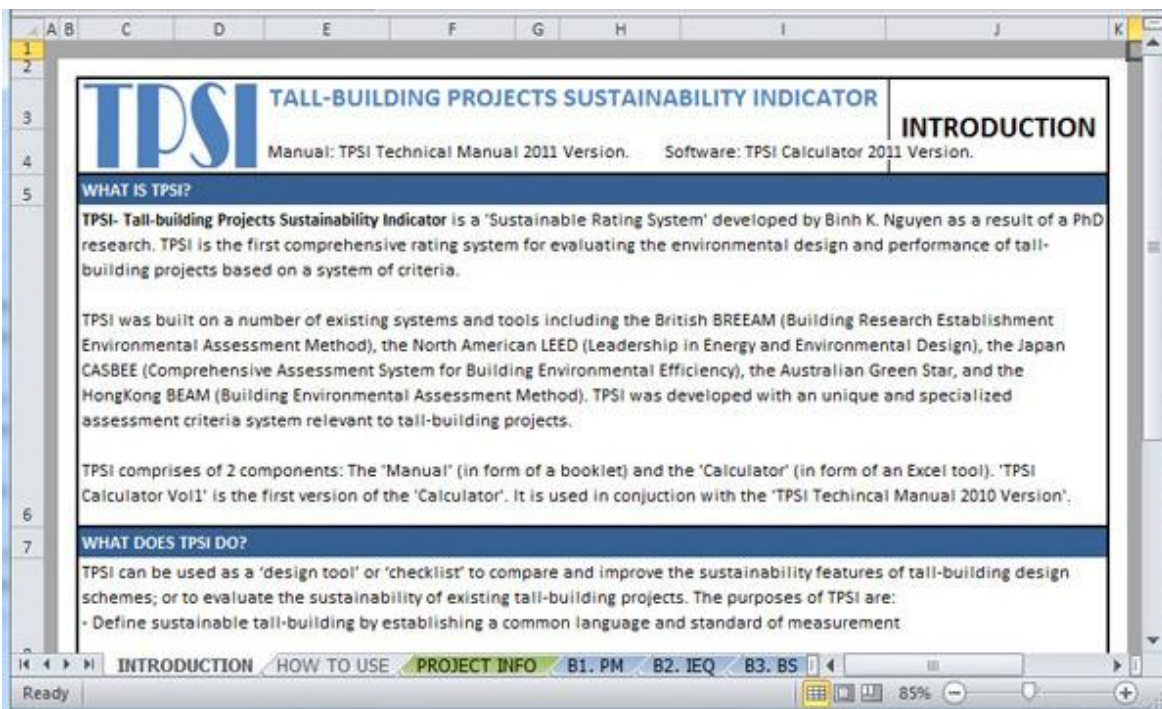 A B C D E F G H I J K
1
2
TPSI
TALL-BUILDING PROJECTS SUSTAINABILITY INDICATOR
3
INTRODUCTION
Manual: TPSI Technical Manual 2011 Version. Software: TPSI Calculator 2011 Version.
4
5
WHAT IS TPSI?
TPSI- Tall-building Projects Sustainability Indicator is a 'Sustainable Rating System' developed by Binh K. Nguyen as a result of a PhD
research. TPSI is the first comprehensive rating system for evaluating the environmental design and performance of tall-
building projects based on a system of criteria.
TPSI was built on a number of existing systems and tools including the British BREEAM (Building Research Establishment
Environmental Assessment Method), the North American LEED (Leadership in Energy and Environmental Design), the Japan
CASBEE (Comprehensive Assessment System for Building Environmental Efficiency), the Australian Green Star, and the
HongKong BEAM (Building Environmental Assessment Method). TPSI was developed with an unique and specialized
assessment criteria system relevant to tall-building projects.
TPSI comprises of 2 components: The 'Manual' (in form of a booklet) and the 'Calculator' (in form of an Excel tool). 'TPSI
Calculator Vol1' is the first version of the 'Calculator'. It is used in conjuction with the 'TPSI Techincal Manual 2010 Version'.
6
7
WHAT DOES TPSI DO?
TPSI can be used as a 'design tool' or 'checklist' to compare and improve the sustainability features of tall-building design
schemes; or to evaluate the sustainability of existing tall-building projects. The purposes of TPSI are:
- Define sustainable tall-building by establishing a common language and standard of measurement
INTRODUCTION HOW TO USE PROJECT INFO B1. PM B2. IEQ B3. BS
Ready 85%